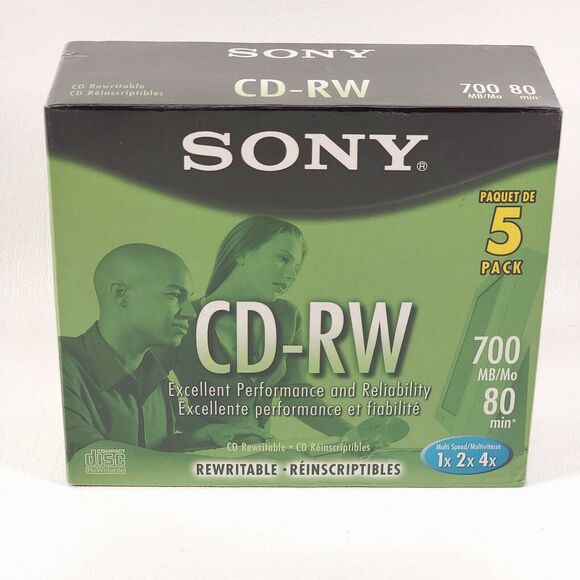 SONY
CD Rewritable
CD Réinscriptibles
CD-RW
700 80
MB/Mo min*
SONY®
PAQUET DE
5
PACK
CD-RW
700
MB/Mo
80
min*
Excellent Performance and Reliability
Excellente performance et fiabilité
CD Rewritable • CD Réinscriptibles
REWRITABLE • RÉINSCRIPTIBLES
COMPACT
disc
ReWritable
Multi Speed/Multivitesse
1x 2x 4x